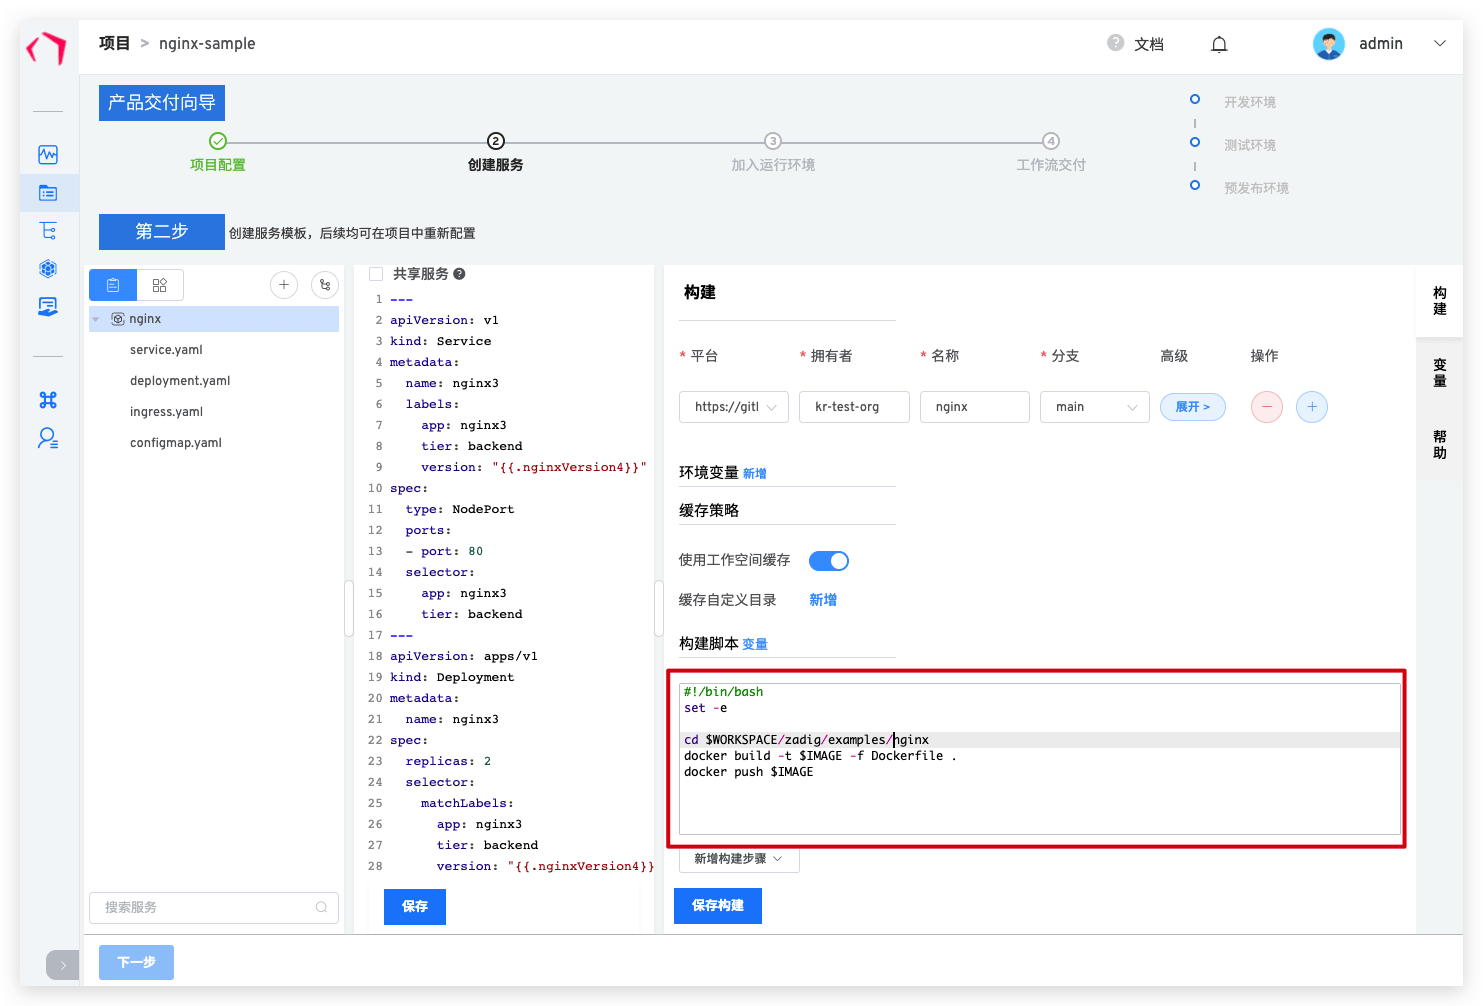 项目 > nginx-sample
文档
admin
产品交付向导
项目配置
2
创建服务
3
加入运行环境
4
工作流交付
开发环境
测试环境
预发布环境
第二步 创建服务模板，后续均可在项目中重新配置
nginx
service.yaml
deployment.yaml
ingress.yaml
configmap.yaml
搜索服务
共享服务
1 ---
2 apiVersion: v1
3 kind: Service
4 metadata:
5 name: nginx3
6 labels:
7 app: nginx3
8 tier: backend
9 version: "{{.nginxVersion4}}"
10 spec:
11 type: NodePort
12 ports:
13 - port: 80
14 selector:
15 app: nginx3
16 tier: backend
17 ---
18 apiVersion: apps/v1
19 kind: Deployment
20 metadata:
21 name: nginx3
22 spec:
23 replicas: 2
24 selector:
25 matchLabels:
26 app: nginx3
27 tier: backend
28 version: "{{.nginxVersion4}}
保存
构建
* 平台 * 拥有者 * 名称 * 分支 高级 操作
https://gitl kr-test-org nginx main 展开 >
环境变量 新增
缓存策略
使用工作空间缓存
缓存自定义目录 新增
构建脚本 变量
#!/bin/bash
set -e
cd $WORKSPACE/zadig/examples/nginx
docker build -t $IMAGE -f Dockerfile .
docker push $IMAGE
新增构建步骤
保存构建
构建
变量
帮助
下一步